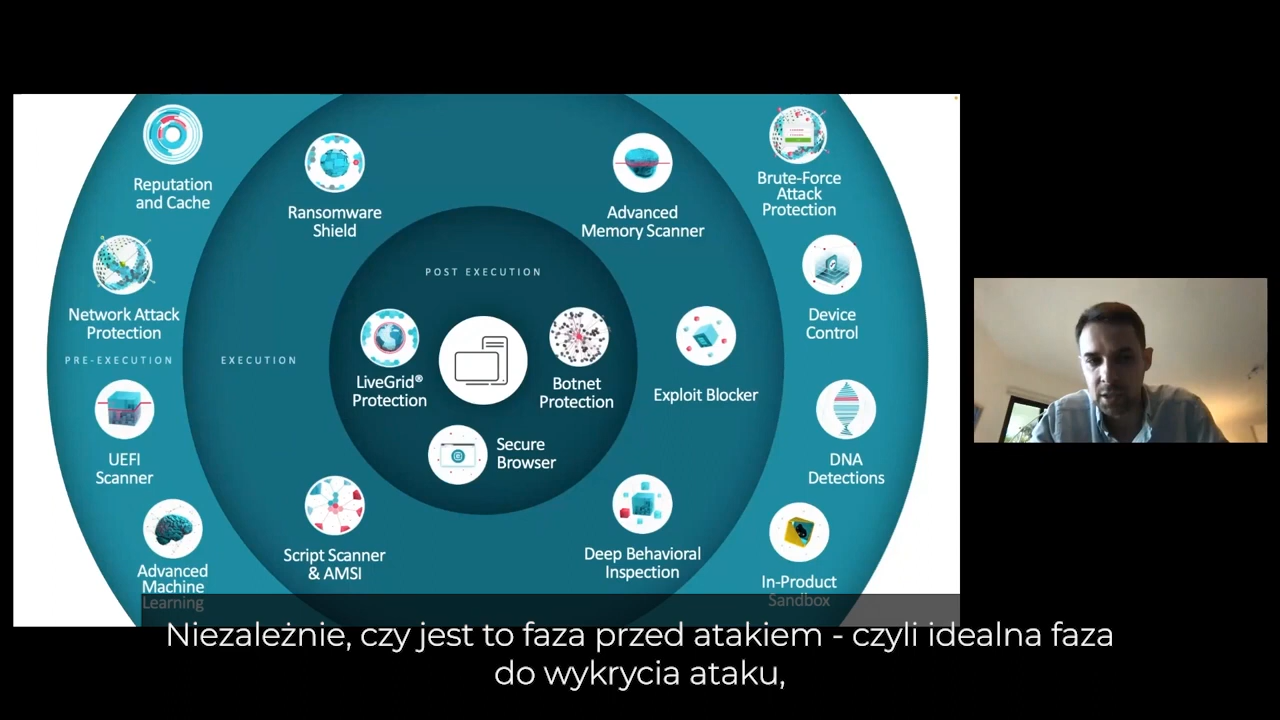 Reputation
and Cache
Ransomware
Shield
Advanced
Memory Scanner
Brute-Force
Attack
Protection
POST EXECUTION
Network Attack
Protection
Device
Control
PRE-EXECUTION
EXECUTION
LiveGrid®
Protection
Botnet
Protection
Exploit Blocker
Secure
Browser
UEFI
Scanner
DNA
Detections
Script Scanner
& AMSI
Deep Behavioral
Inspection
Advanced
Machine
Learning
In-Product
Sandbox
Niezależnie, czy jest to faza przed atakiem - czyli idealna faza
do wykrycia ataku,